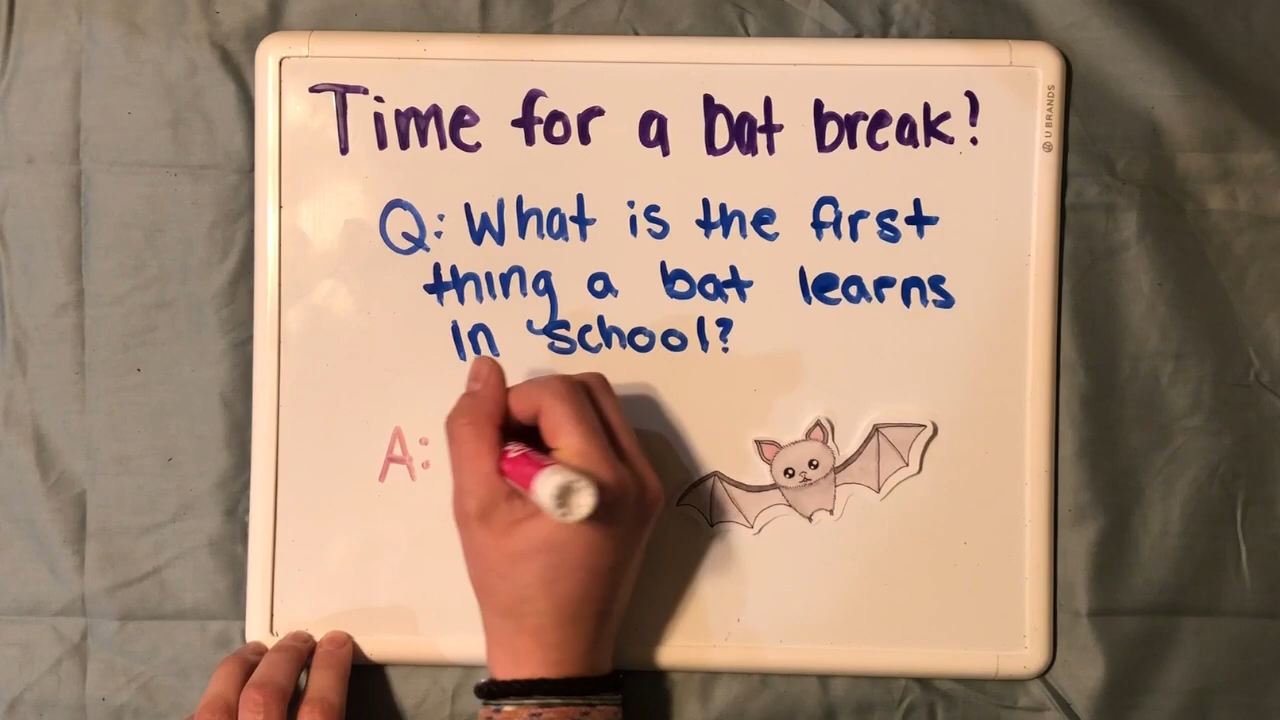 Time for a bat break!
Q: What is the first
thing a bat learns
in school?
A:
U BRANDS